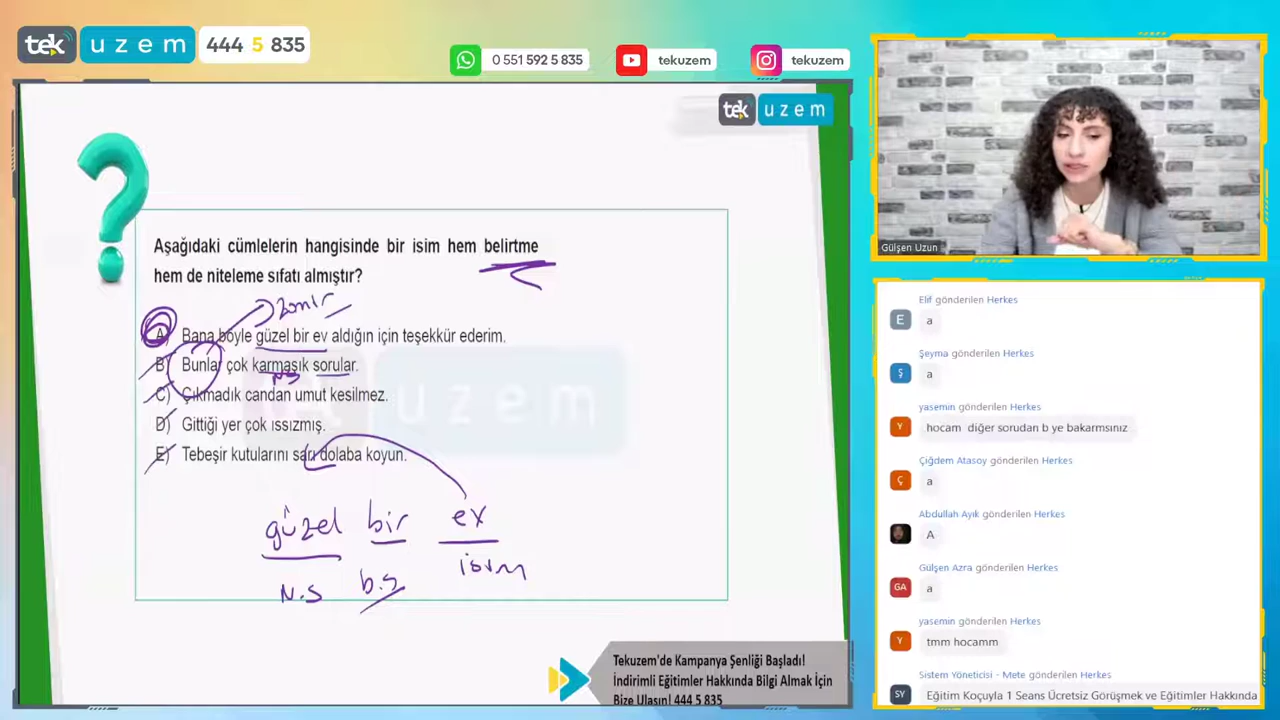 tek
uzem
444 5 835
0 551 592 5 835
tekuzem
tekuzem
tek
uzem
Gülşen Uzun
Aşağıdaki cümlelerin hangisinde bir isim hem belirtme
hem de niteleme sıfatı almıştır?
zamir
A) Bana böyle güzel bir ev aldığın için teşekkür ederim.
B) Bunlar çok karmaşık sorular.
NS
C) Çıkmadık candan umut kesilmez.
D) Gittiği yer çok ıssızmış.
E) Tebeşir kutularını sarı dolaba koyun.
uzem
güzel bir ev
N.S b.s isim
Elif gönderilen Herkes
E
a
Şeyma gönderilen Herkes
Ş
a
yasemin gönderilen Herkes
Y
hocam diğer sorudan b ye bakarmsınız
Çiğdem Atasoy gönderilen Herkes
Ç
a
Abdullah Ayık gönderilen Herkes
A
Gülşen Azra gönderilen Herkes
GA
a
yasemin gönderilen Herkes
Y
tmm hocamm
Sistem Yöneticisi - Mete gönderilen Herkes
SY
Eğitim Koçuyla 1 Seans Ücretsiz Görüşmek ve Eğitimler Hakkında
Tekuzem'de Kampanya Şenliği Başladı!
İndirimli Eğitimler Hakkında Bilgi Almak İçin
Bize Ulaşın! 444 5 835